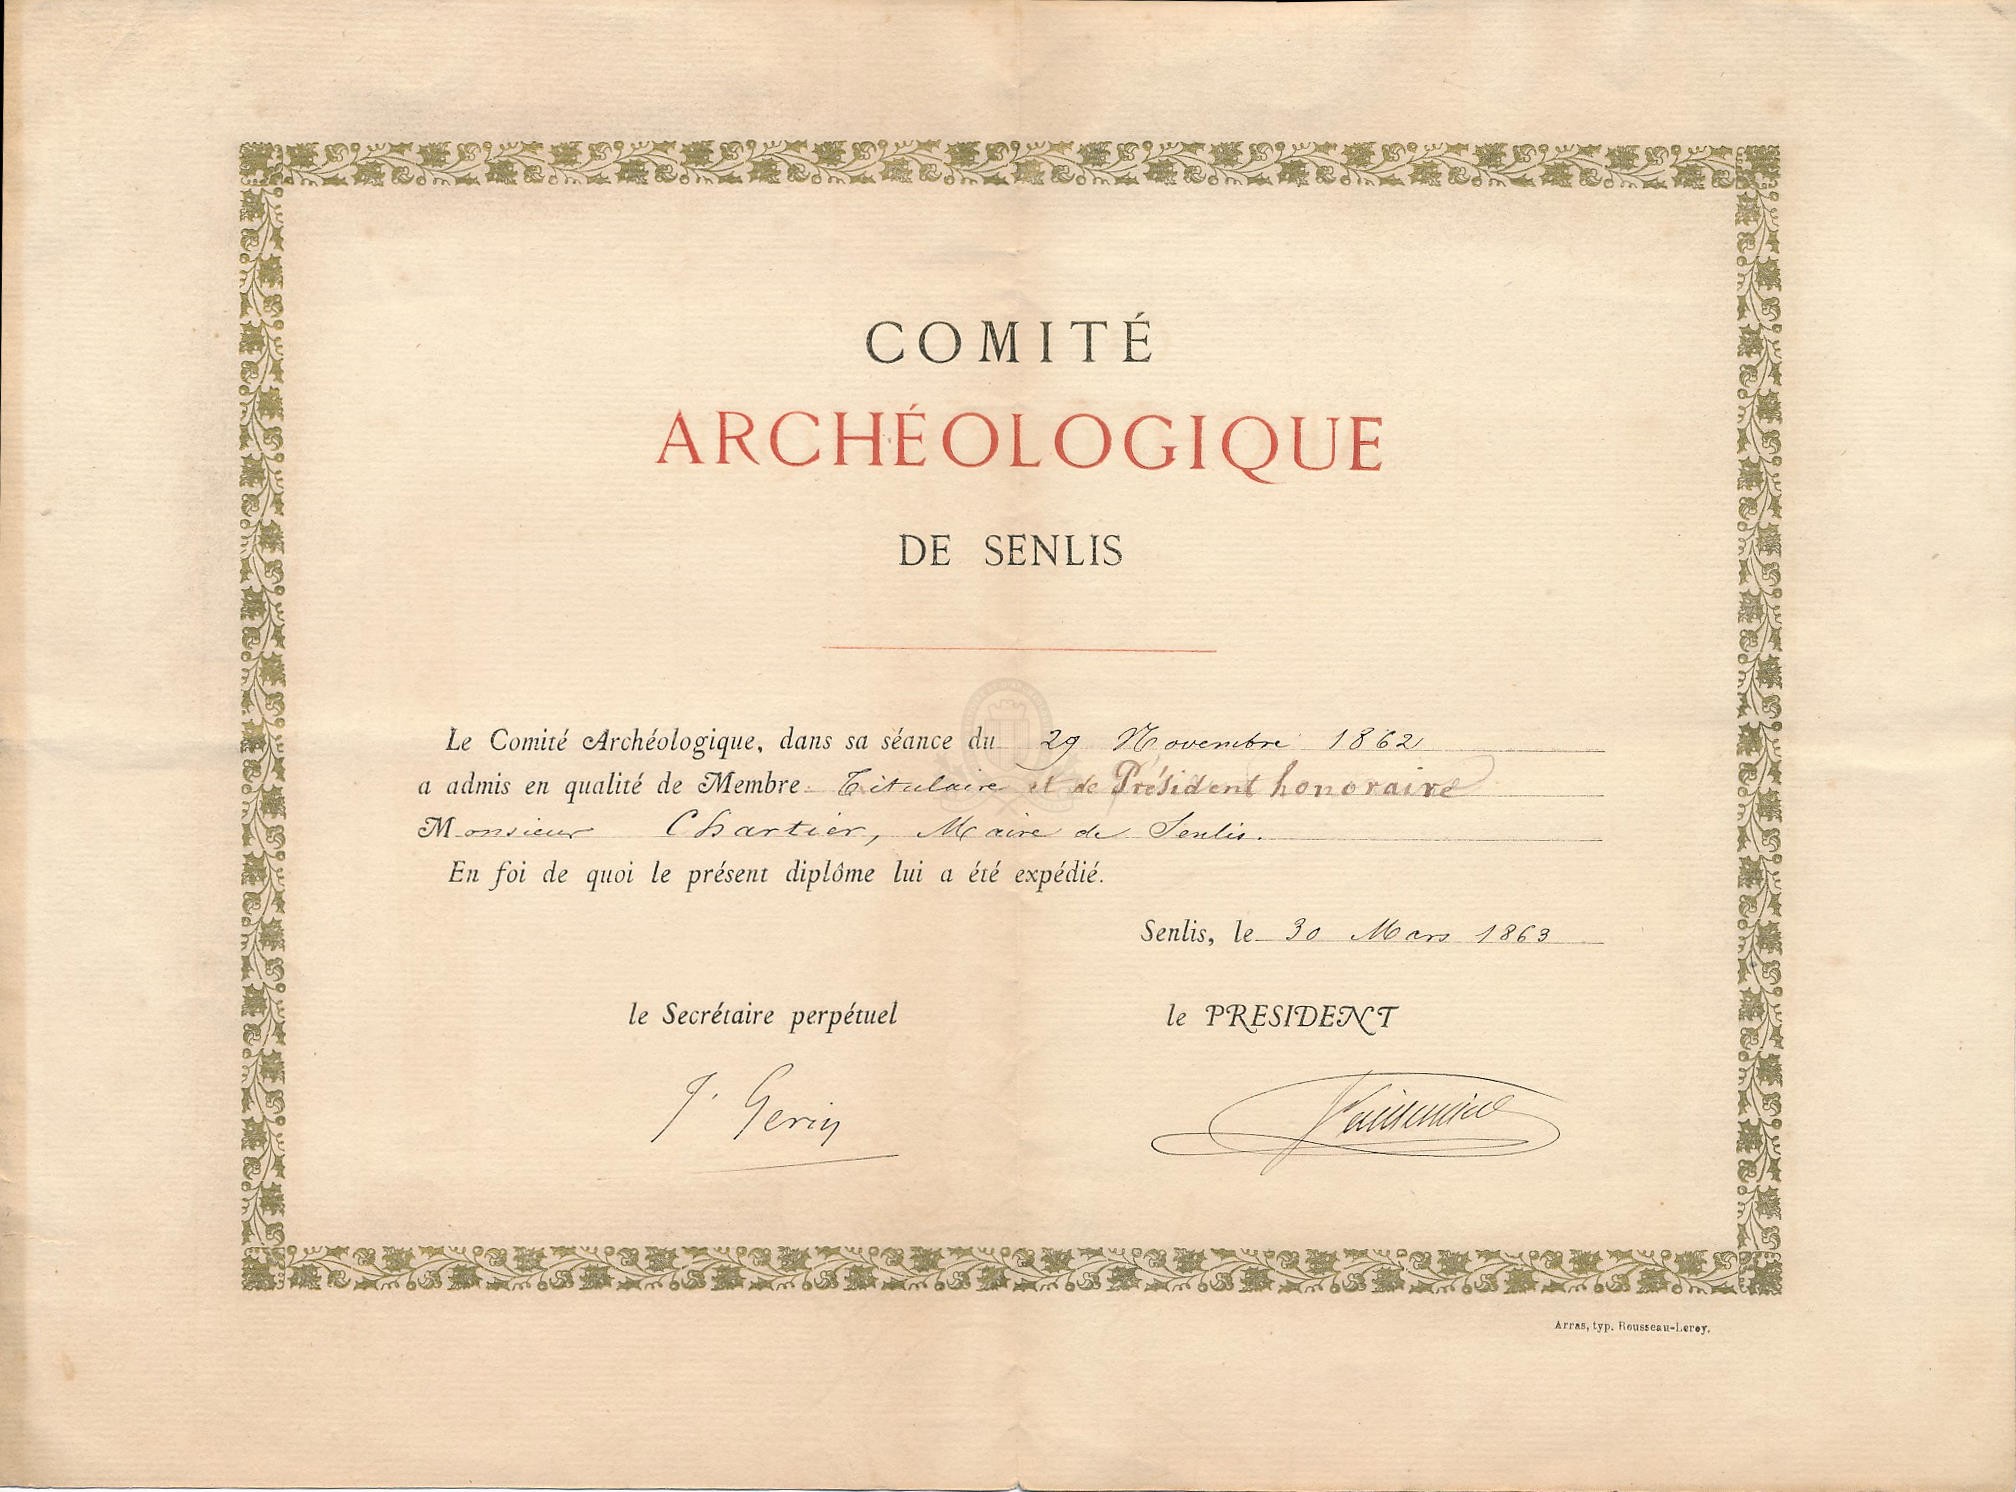 COMITÉ
ARCHÉOLOGIQUE
DE SENLIS
Le Comité Archéologique, dans sa séance du 29 Novembre 1862
a admis en qualité de Membre Titulaire et de Président honoraire
Monsieur Chartier, Maire de Senlis.
En foi de quoi le présent diplôme lui a été expédié.
Senlis, le 30 Mars 1863
le Secrétaire perpétuel
le PRESIDENT
Arras, typ. Rousseau-Leroy.